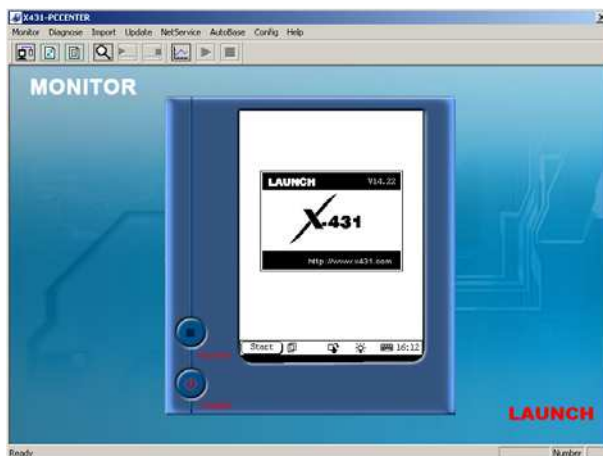 X431-PCCENTER
Monitor Diagnose Import Update NetService AutoBase Config Help
MONITOR
LAUNCH V14.22
X-431
http://www.x431.com
Start 16:12
LAUNCH
Ready Number